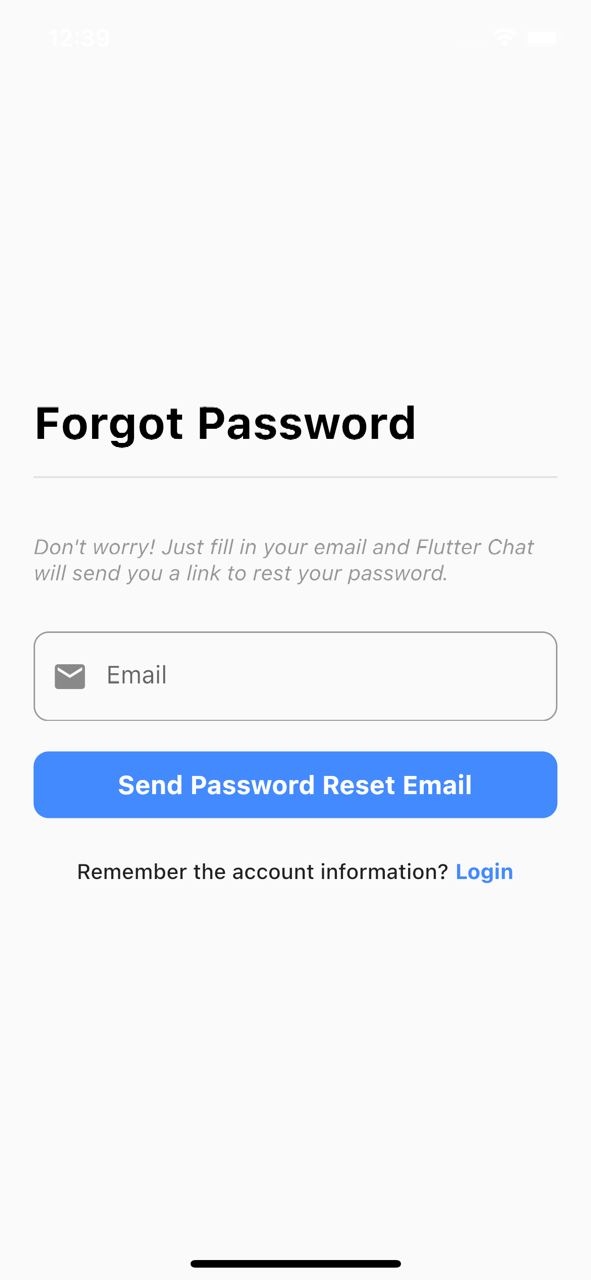 12:39
Forgot Password
Don't worry! Just fill in your email and Flutter Chat
will send you a link to rest your password.
Email
Send Password Reset Email
Remember the account information? Login